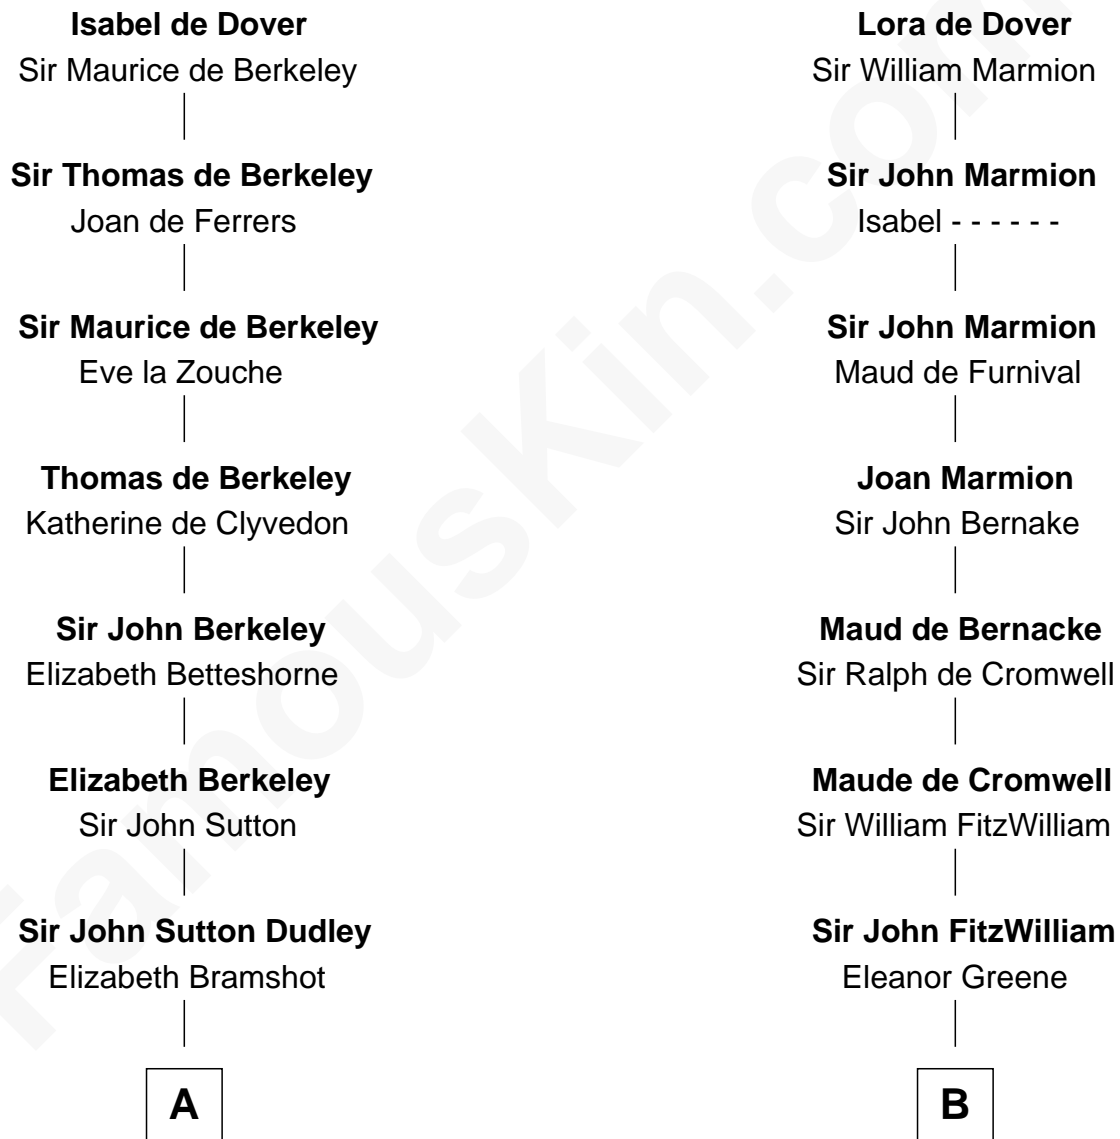 Isabel de Dover
Sir Maurice de Berkeley
Sir Thomas de Berkeley
Joan de Ferrers
Sir Maurice de Berkeley
Eve la Zouche
Thomas de Berkeley
Katherine de Clyvedon
Sir John Berkeley
Elizabeth Betteshorne
Elizabeth Berkeley
Sir John Sutton
Sir John Sutton Dudley
Elizabeth Bramshot
A
Lora de Dover
Sir William Marmion
Sir John Marmion
Isabel - - - - - -
Sir John Marmion
Maud de Furnival
Joan Marmion
Sir John Bernake
Maud de Bernacke
Sir Ralph de Cromwell
Maude de Cromwell
Sir William FitzWilliam
Sir John FitzWilliam
Eleanor Greene
B
FamousKin.com